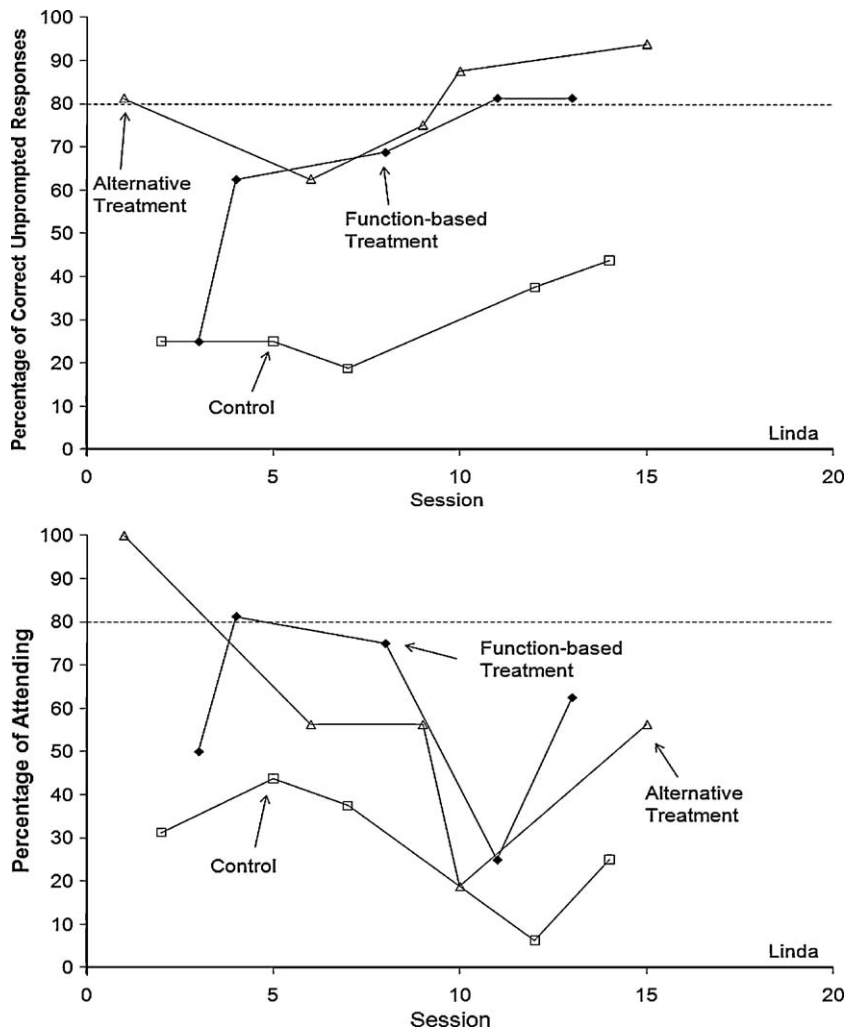 Percentage of Correct Unprompted Responses
100
90
80
70
60
50
40
30
20
10
0
Alternative
Treatment
Function-based
Treatment
Control
Linda
0
5
10
15
20
Session
Percentage of Attending
100
90
80
70
60
50
40
30
20
10
0
Function-based
Treatment
Alternative
Treatment
Control
Linda
0
5
10
15
20
Session